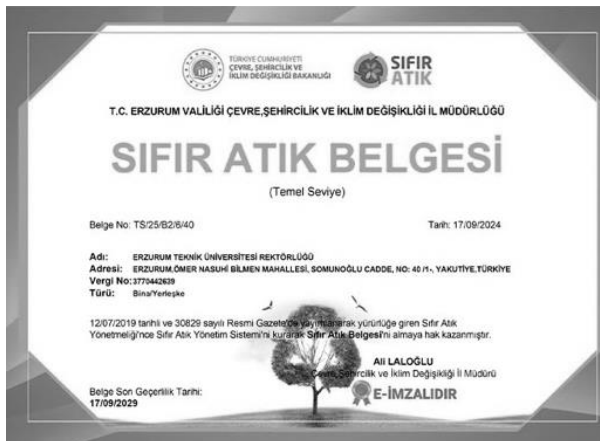 TÜRKİYE CUMHURİYETİ
ÇEVRE, ŞEHİRCİLİK VE
İKLİM DEĞİŞİKLİĞİ BAKANLIĞI
SIFIR
ATIK
T.C. ERZURUM VALİLİĞİ ÇEVRE,ŞEHİRCİLİK VE İKLİM DEĞİŞİKLİĞİ İL MÜDÜRLÜĞÜ
SIFIR ATIK BELGESİ
(Temel Seviye)
Belge No: TS/25/B2/6/40
Tarih: 17/09/2024
Adı: ERZURUM TEKNİK ÜNİVERSİTESİ REKTÖRLÜĞÜ
Adresi: ERZURUM,ÖMER NASUHİ BİLMEN MAHALLESİ, SOMUNOĞLU CADDE, NO: 40 /1-, YAKUTİYE,TÜRKİYE
Vergi No:3770442639
Türü: Bina/Yerleşke
12/07/2019 tarihli ve 30829 sayılı Resmi Gazete'de yayımlanarak yürürlüğe giren Sıfır Atık
Yönetmeliği'nce Sıfır Atık Yönetim Sistemi'ni kurarak Sıfır Atık Belgesi'ni almaya hak kazanmıştır.
Ali LALOĞLU
Çevre,Şehircilik ve İklim Değişikliği İl Müdürü
E-İMZALIDIR
Belge Son Geçerlilik Tarihi:
17/09/2029